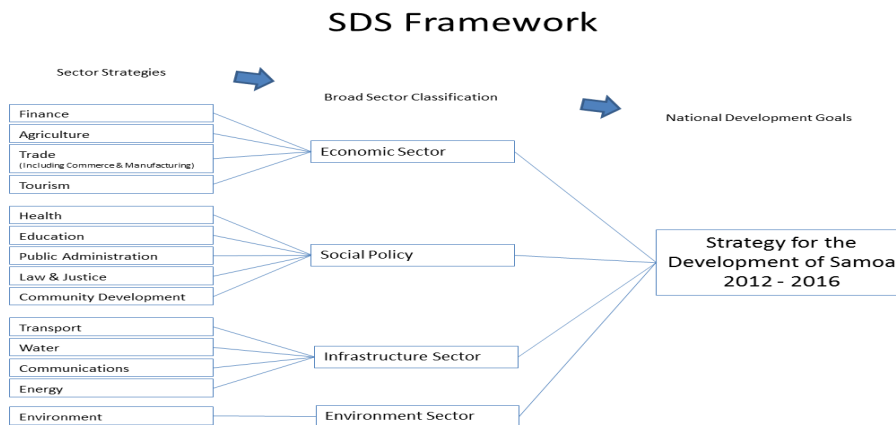 SDS Framework
Sector Strategies
Broad Sector Classification
National Development Goals
Finance
Agriculture
Trade
(Including Commerce & Manufacturing)
Tourism
Economic Sector
Health
Education
Public Administration
Law & Justice
Community Development
Social Policy
Strategy for the
Development of Samoa
2012 - 2016
Transport
Water
Communications
Energy
Infrastructure Sector
Environment
Environment Sector